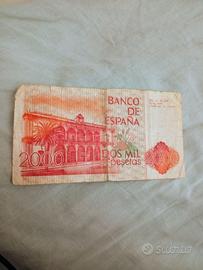 BANCO
DE
ESPAÑA
2000
DOS MIL
pesetas
subito